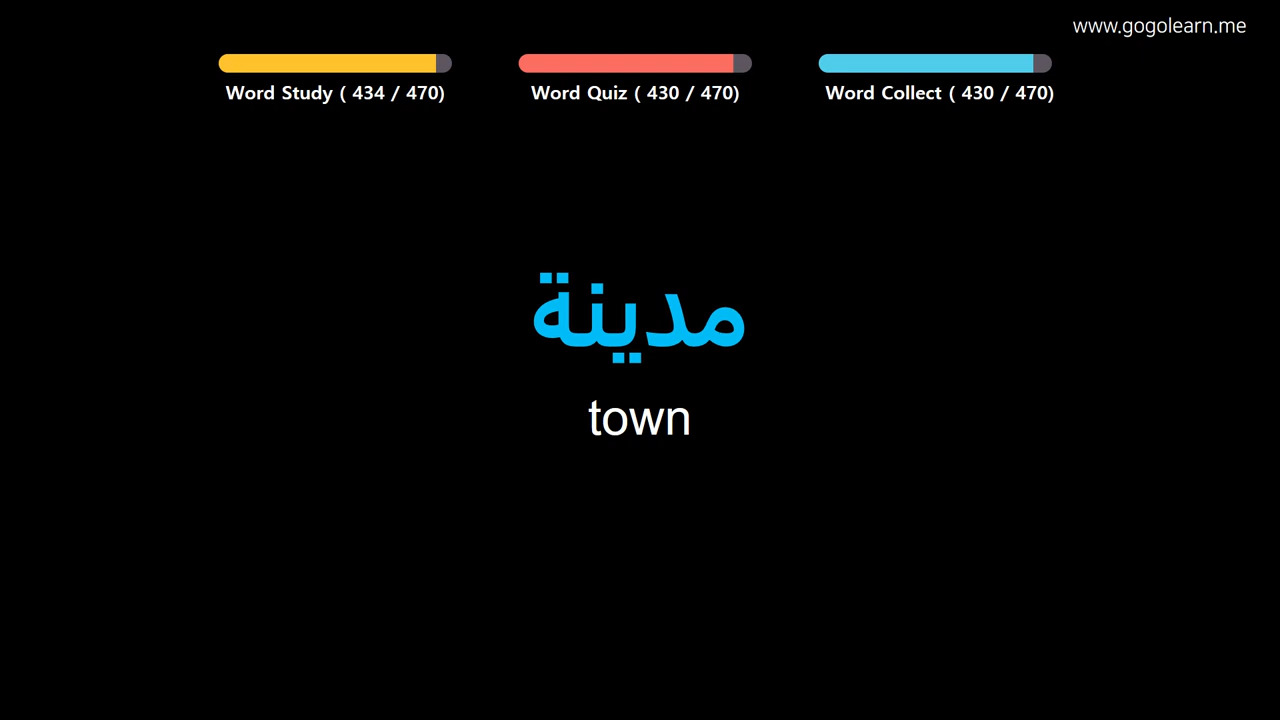 www.gogolearn.me
Word Study ( 434 / 470)
Word Quiz ( 430 / 470)
Word Collect ( 430 / 470)
مدينة
town